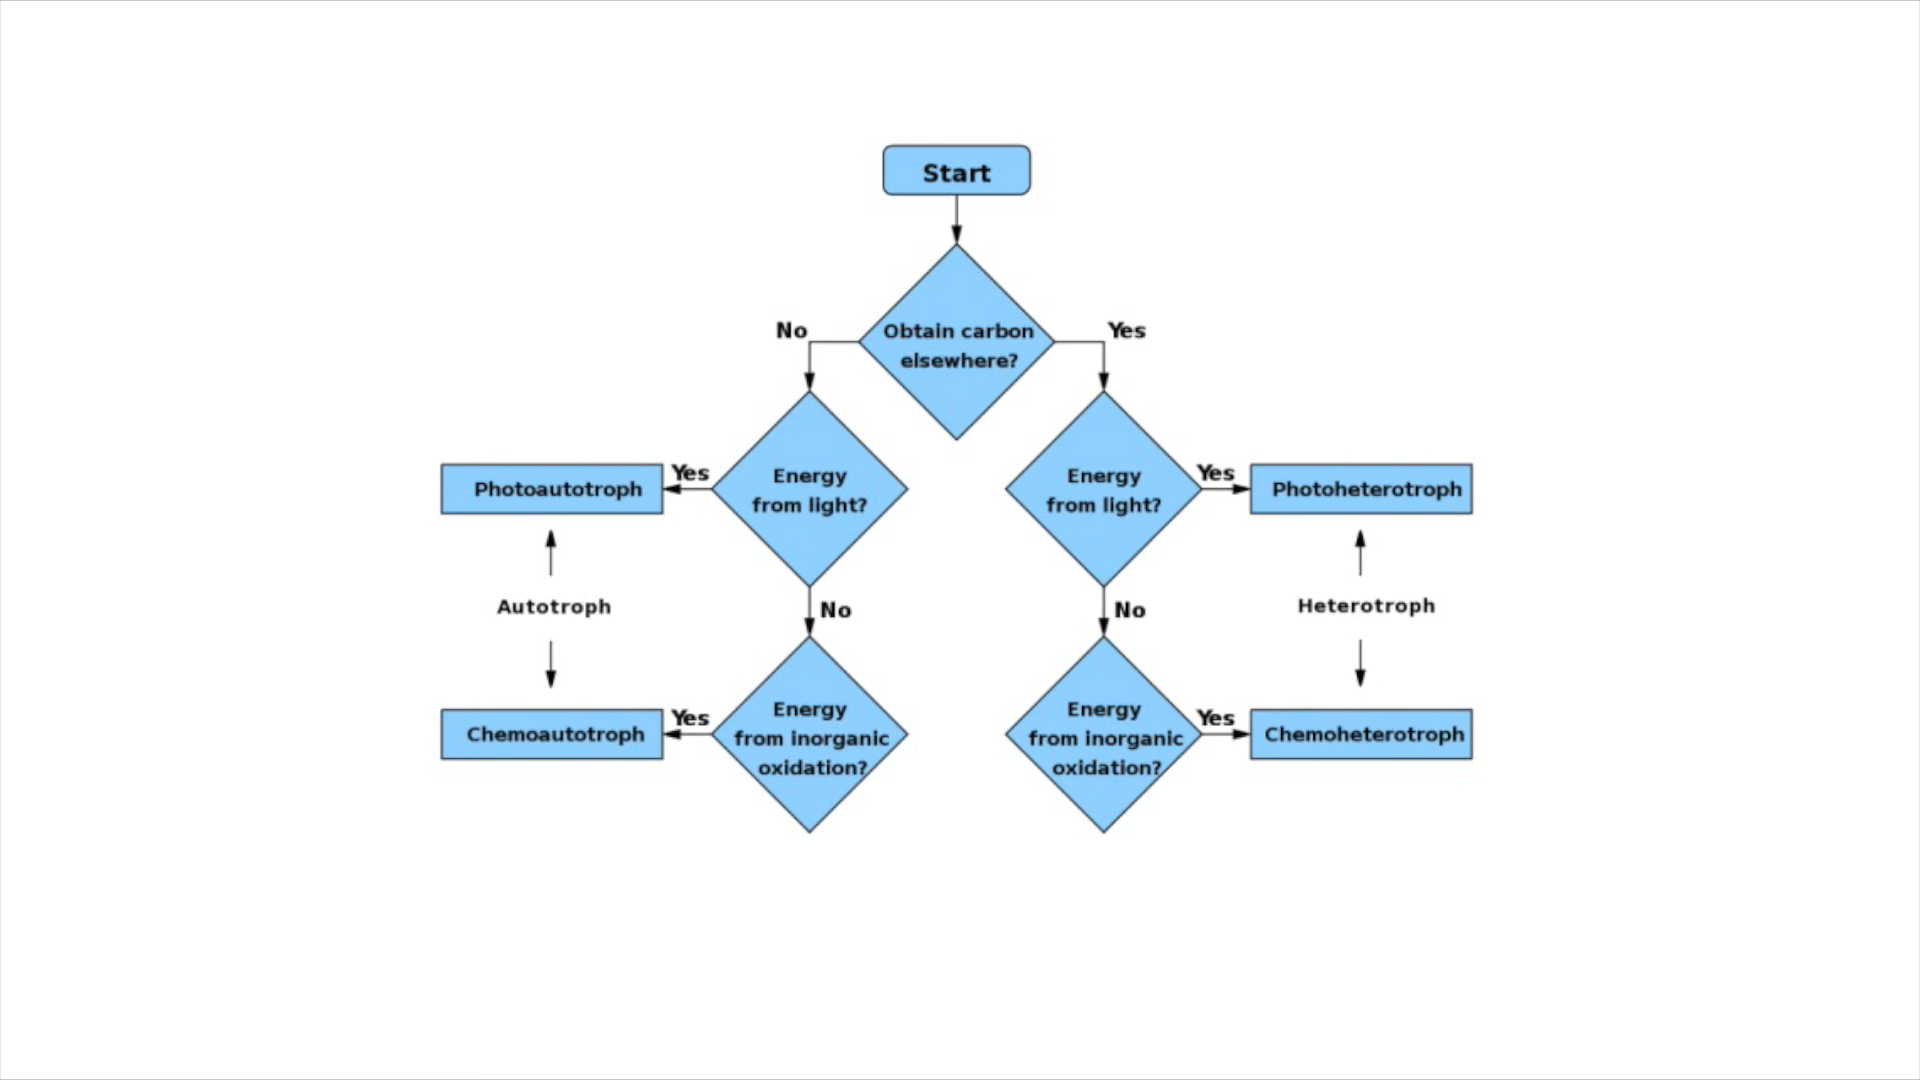 Start
Obtain carbon
elsewhere?
No
Yes
Energy
from light?
Yes
Photoautotroph
No
Autotroph
Energy
from inorganic
oxidation?
Yes
Chemoautotroph
Energy
from light?
Yes
Photoheterotroph
No
Heterotroph
Energy
from inorganic
oxidation?
Yes
Chemoheterotroph